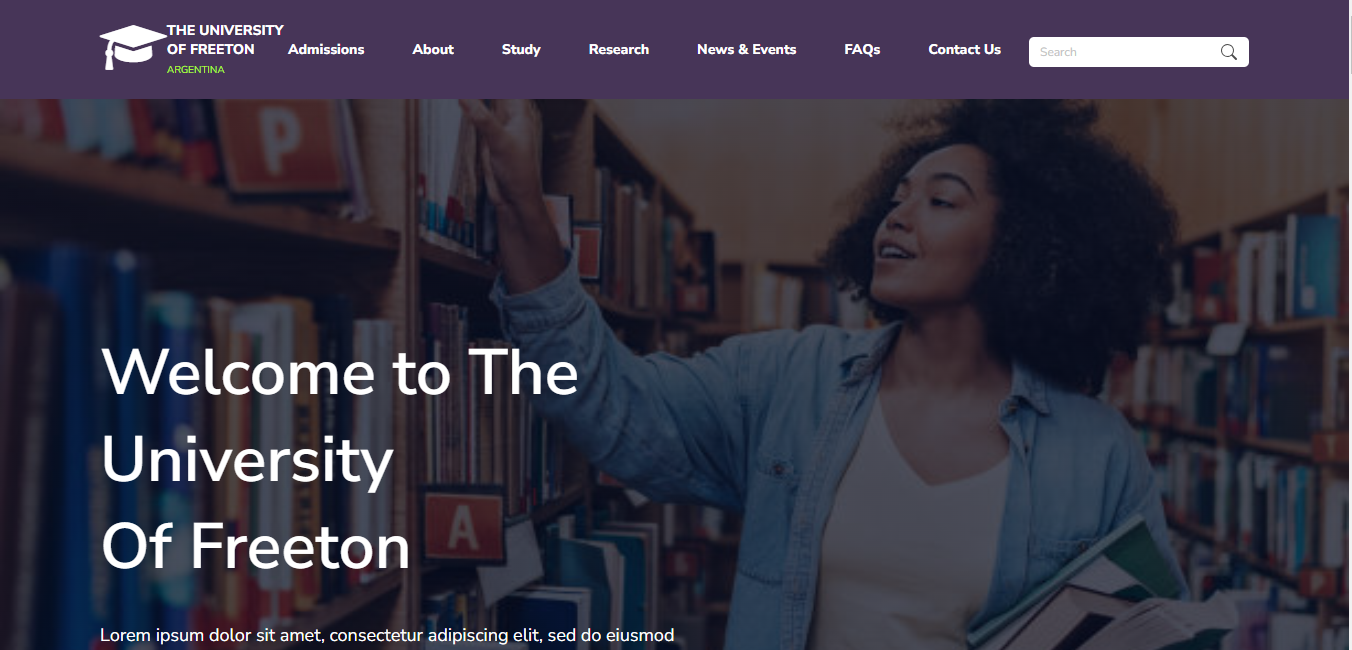 THE UNIVERSITY
OF FREETON
ARGENTINA
Admissions
About
Study
Research
News & Events
FAQs
Contact Us
Search
P
Welcome to The
University
Of Freeton
A
T
P
Lorem ipsum dolor sit amet, consectetur adipiscing elit, sed do eiusmod